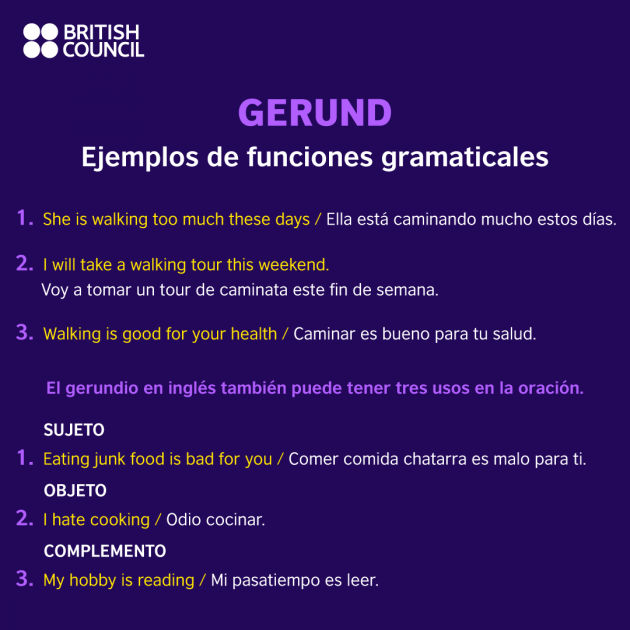 BRITISH
COUNCIL
GERUND
Ejemplos de funciones gramaticales
1. She is walking too much these days / Ella está caminando mucho estos días.
2. I will take a walking tour this weekend.
Voy a tomar un tour de caminata este fin de semana.
3. Walking is good for your health / Caminar es bueno para tu salud.
El gerundio en inglés también puede tener tres usos en la oración.
SUJETO
1. Eating junk food is bad for you / Comer comida chatarra es malo para ti.
OBJETO
2. I hate cooking / Odio cocinar.
COMPLEMENTO
3. My hobby is reading / Mi pasatiempo es leer.